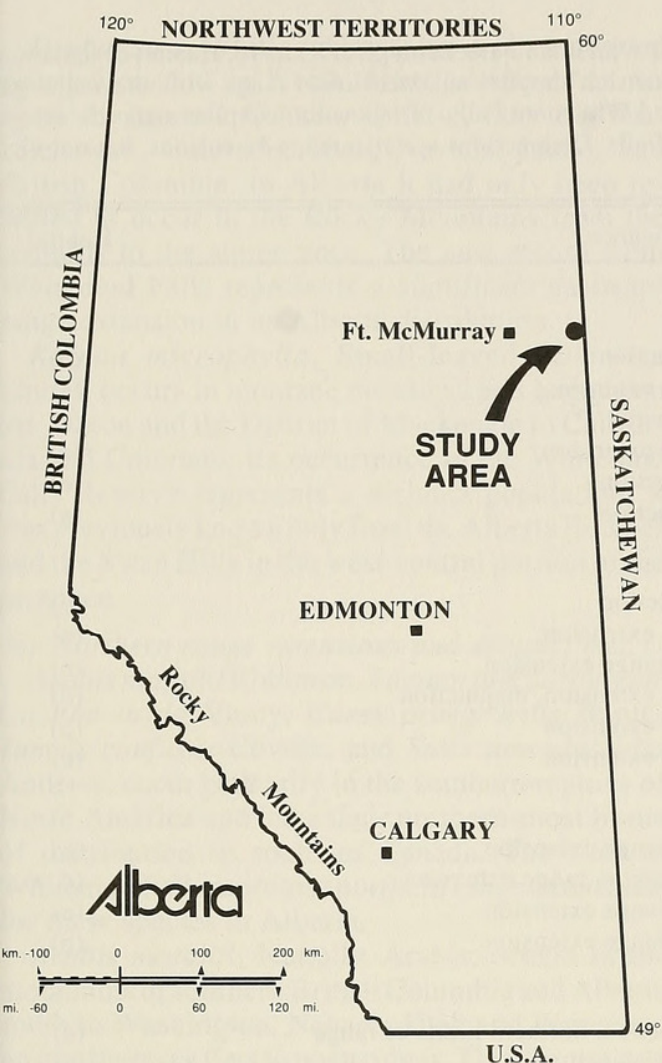 120°
NORTHWEST TERRITORIES
110°
60°
BRITISH COLOMBIA
Ft. McMurray
STUDY
AREA
SASKATCHEWAN
EDMONTON
Rocky
Mountains
CALGARY
Alberta
km. -100 0 100 200 km.
mi. -60 0 60 120 mi.
49°
U.S.A.